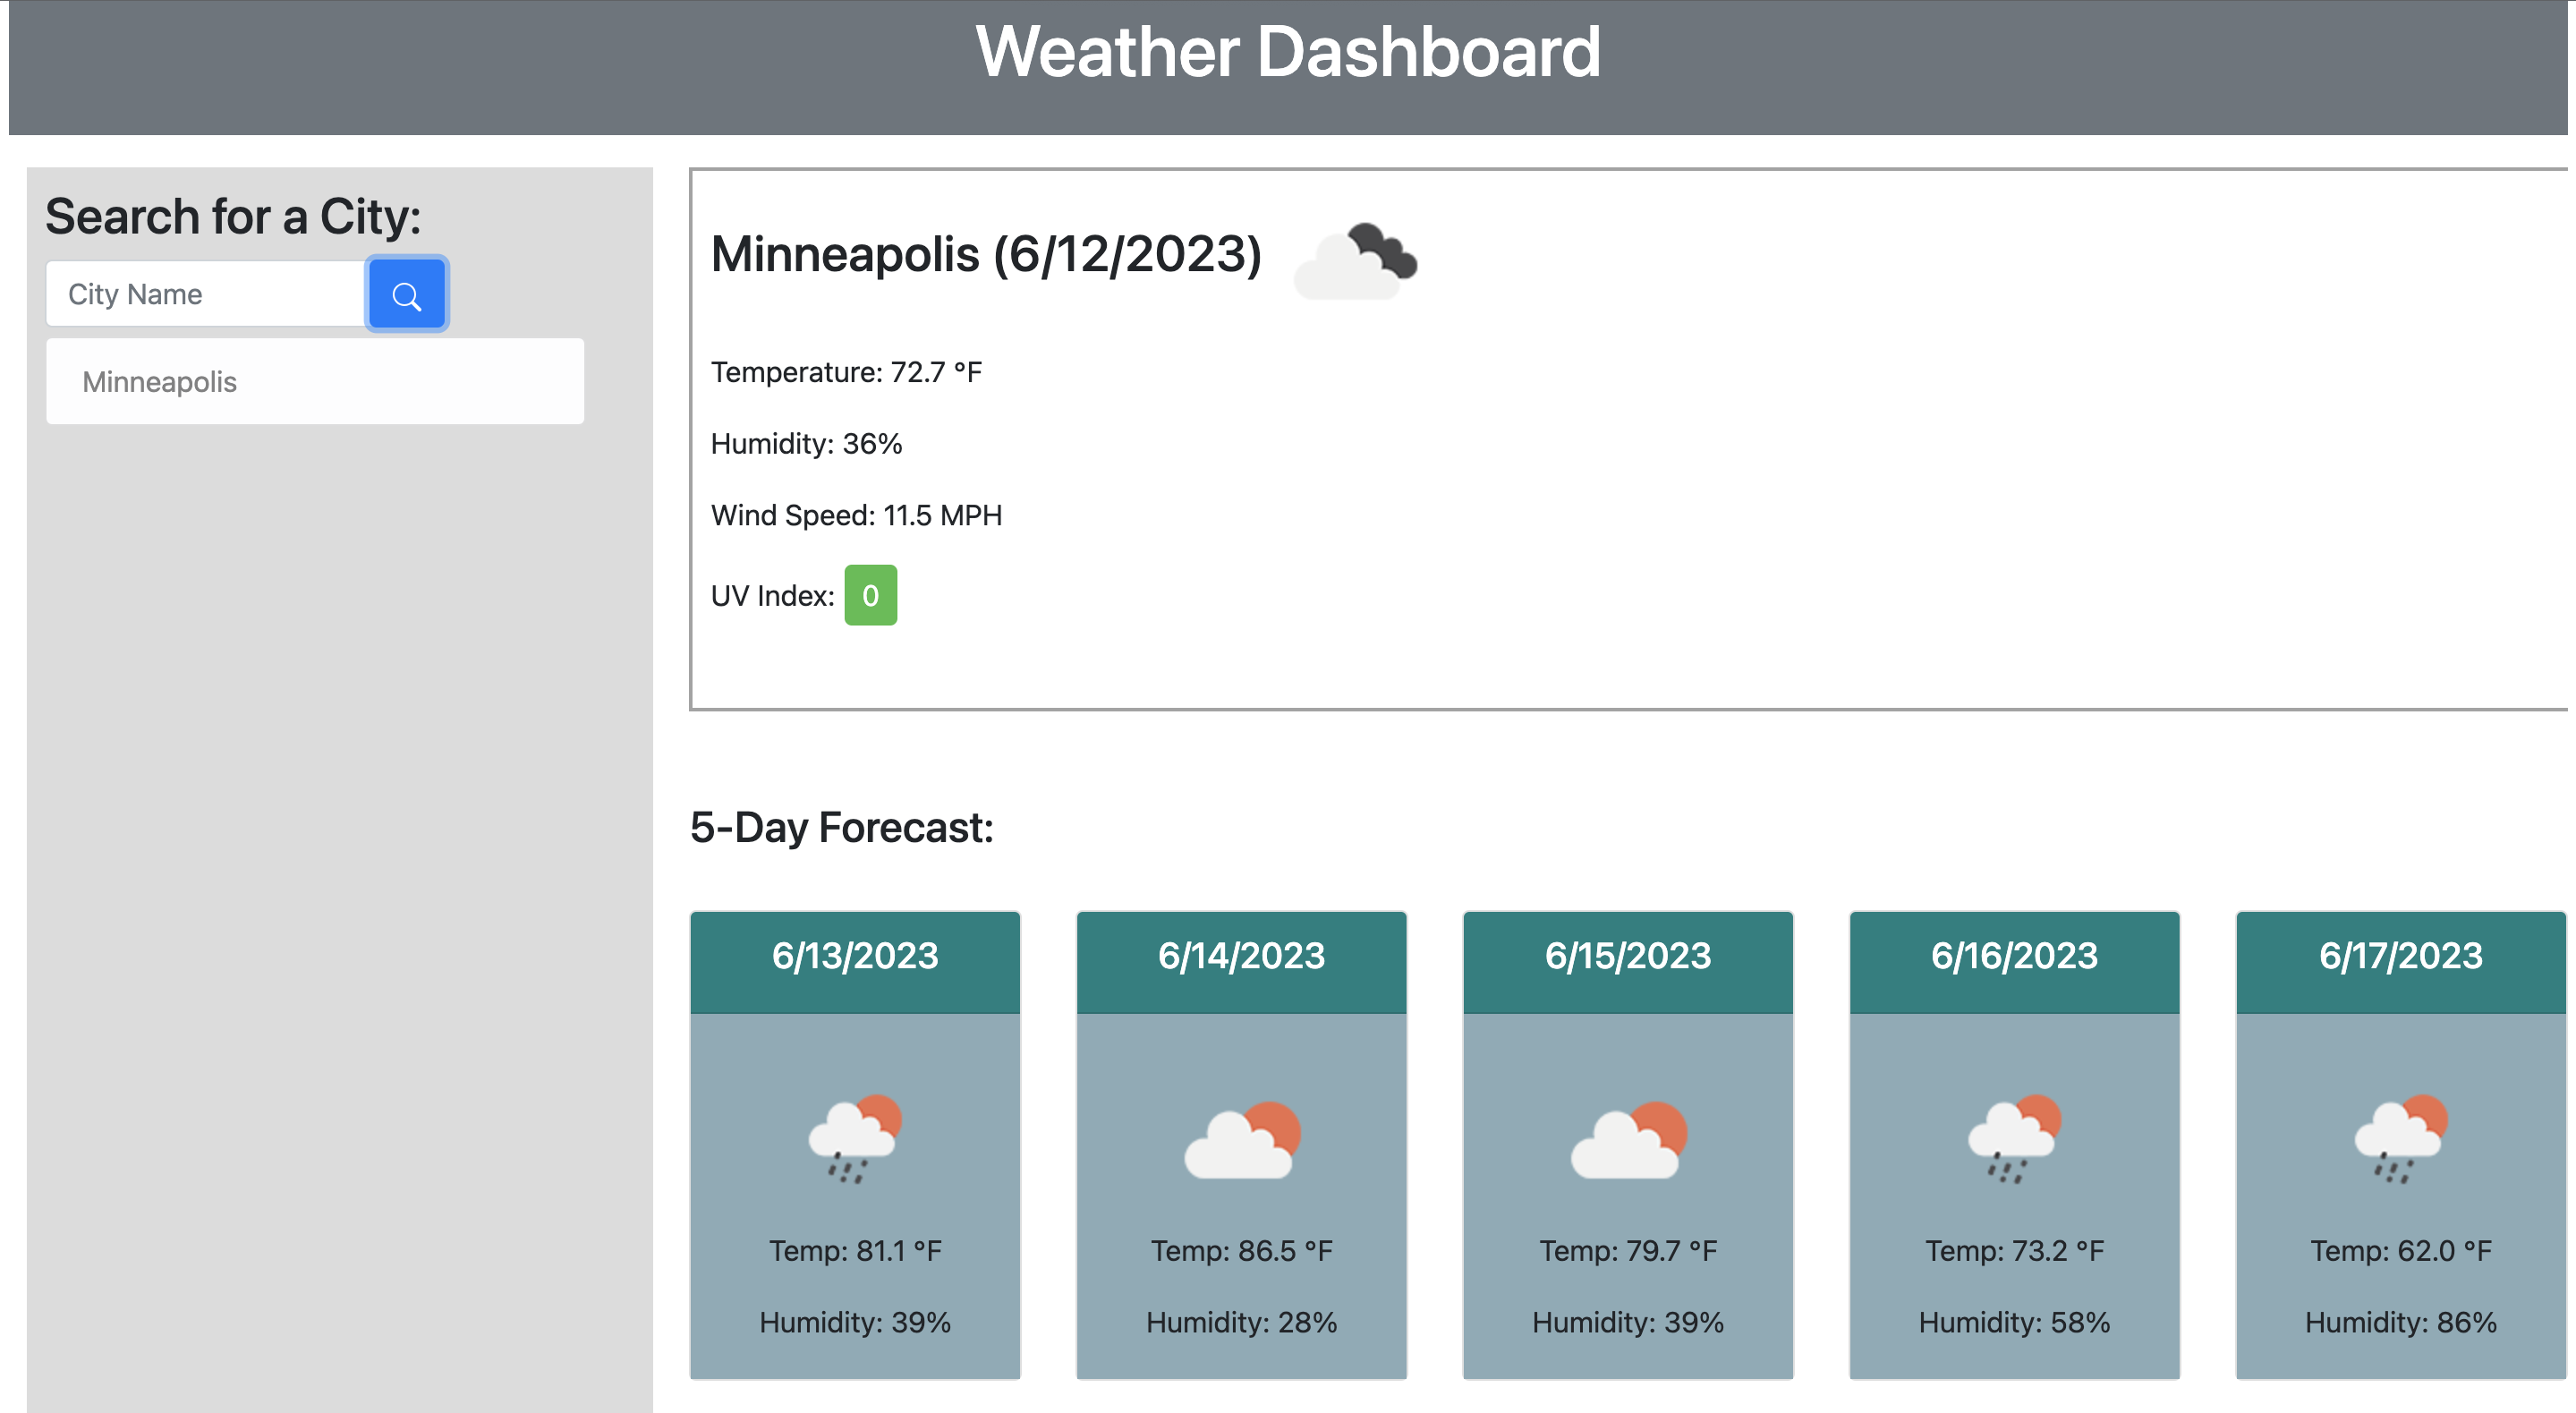 Weather Dashboard
Search for a City:
City Name
Minneapolis
Minneapolis (6/12/2023)
Temperature: 72.7 °F
Humidity: 36%
Wind Speed: 11.5 MPH
UV Index: 0
5-Day Forecast:
6/13/2023
Temp: 81.1 °F
Humidity: 39%
6/14/2023
Temp: 86.5 °F
Humidity: 28%
6/15/2023
Temp: 79.7 °F
Humidity: 39%
6/16/2023
Temp: 73.2 °F
Humidity: 58%
6/17/2023
Temp: 62.0 °F
Humidity: 86%